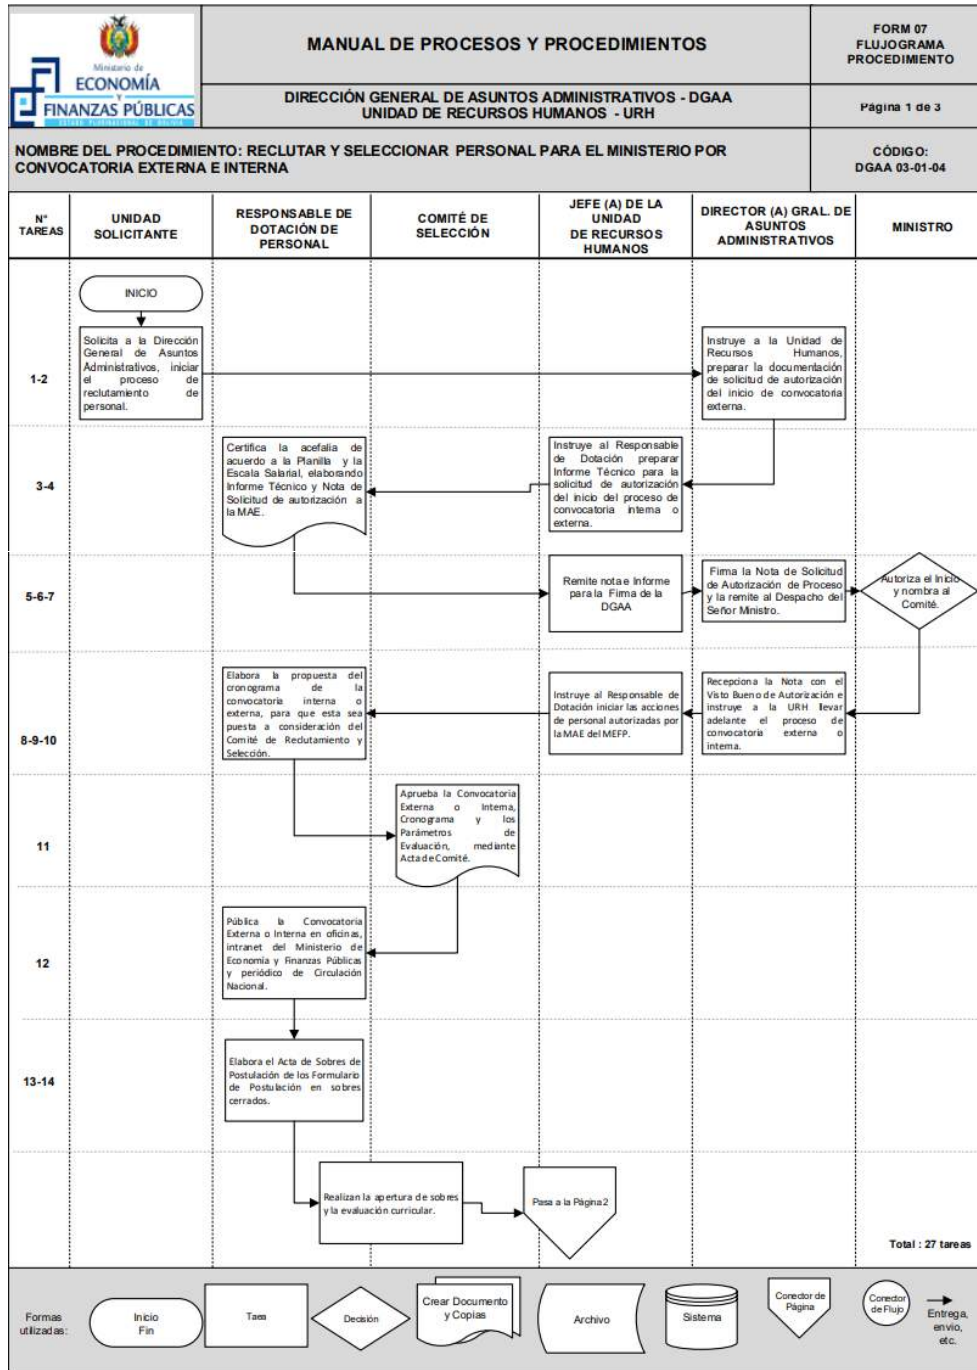 Ministerio de
ECONOMÍA
Y
FINANZAS PÚBLICAS
ESTADO PLURINACIONAL DE BOLIVIA
MANUAL DE PROCESOS Y PROCEDIMIENTOS
FORM 07
FLUJOGRAMA
PROCEDIMIENTO
DIRECCIÓN GENERAL DE ASUNTOS ADMINISTRATIVOS - DGAA
UNIDAD DE RECURSOS HUMANOS - URH
Página 1 de 3
NOMBRE DEL PROCEDIMIENTO: RECLUTAR Y SELECCIONAR PERSONAL PARA EL MINISTERIO POR
CONVOCATORIA EXTERNA E INTERNA
CÓDIGO:
DGAA 03-01-04
N°
TAREAS
UNIDAD
SOLICITANTE
RESPONSABLE DE
DOTACIÓN DE
PERSONAL
COMITÉ DE
SELECCIÓN
JEFE (A) DE LA
UNIDAD
DE RECURSOS
HUMANOS
DIRECTOR (A) GRAL. DE
ASUNTOS
ADMINISTRATIVOS
MINISTRO
INICIO
1-2
Solicita a la Dirección
General de Asuntos
Administrativos, iniciar
el proceso de
reclutamiento de
personal.
Instruye a la Unidad de
Recursos Humanos,
preparar la documentación
de solicitud de autorización
del inicio de convocatoria
externa.
3-4
Certifica la acefalia de
acuerdo a la Planilla y la
Escala Salarial, elaborando
Informe Técnico y Nota de
Solicitud de autorización a
la MAE.
Instruye al Responsable
de Dotación preparar
Informe Técnico para la
solicitud de autorización
del inicio del proceso de
convocatoria interna o
externa.
5-6-7
Remite nota e Informe
para la Firma de la
DGAA
Firma la Nota de Solicitud
de Autorización de Proceso
y la remite al Despacho del
Señor Ministro.
Autoriza el Inicio
y nombra al
Comité.
8-9-10
Elabora la propuesta del
cronograma de la
convocatoria interna o
externa, para que esta sea
puesta a consideración del
Comité de Reclutamiento y
Selección.
Instruye al Responsable de
Dotación iniciar las acciones
de personal autorizadas por
la MAE del MEFP.
Recepciona la Nota con el
Visto Bueno de Autorización e
instruye a la URH llevar
adelante el proceso de
convocatoria externa o
interna.
11
Aprueba la Convocatoria
Externa o Interna,
Cronograma y los
Parámetros de
Evaluación, mediante
Acta de Comité.
12
Pública la Convocatoria
Externa o Interna en oficinas,
intranet del Ministerio de
Economía y Finanzas Públicas
y periódico de Circulación
Nacional.
13-14
Elabora el Acta de Sobres de
Postulación de los Formulario
de Postulación en sobres
cerrados.
Realizan la apertura de sobres
y la evaluación curricular.
Pasa a la Página 2
Total : 27 tareas
Formas
utilizadas:
Inicio
Fin
Tarea
Decisión
Crear Documento
y Copias
Archivo
Sistema
Conector de
Página
Conector
de Flujo
Entrega,
envio,
etc.